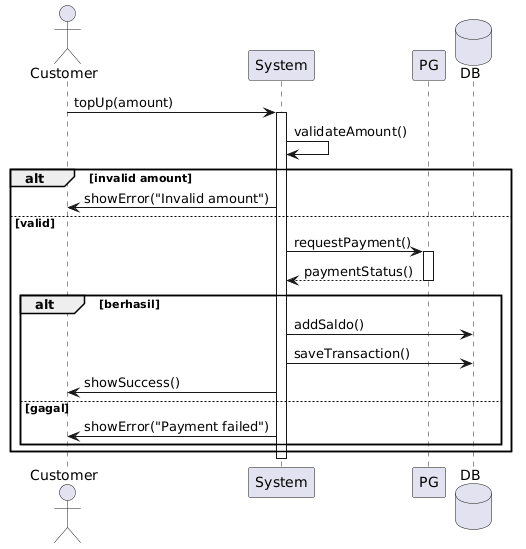 Customer
System
PG
DB
topUp(amount)
validateAmount()
alt [invalid amount]
showError("Invalid amount")
[valid]
requestPayment()
paymentStatus()
alt [berhasil]
addSaldo()
saveTransaction()
showSuccess()
[gagal]
showError("Payment failed")
Customer
System
PG
DB